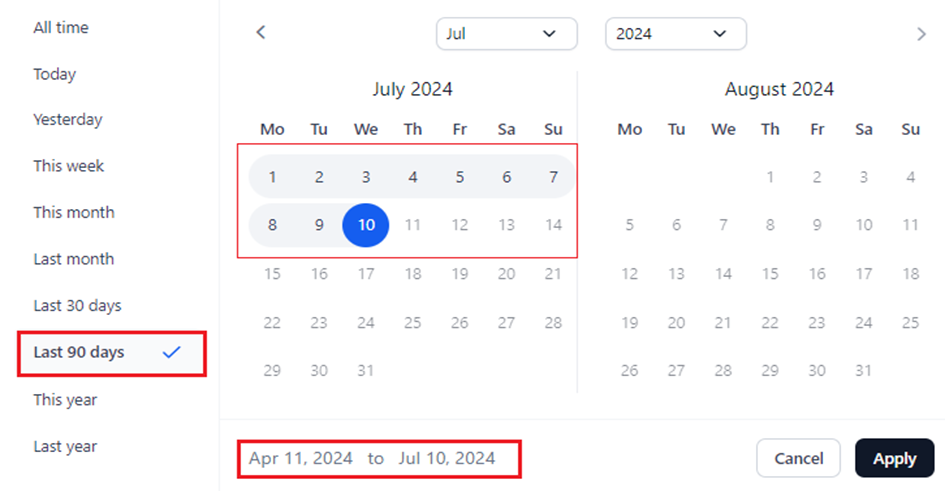 All time
Today
Yesterday
This week
This month
Last month
Last 30 days
Last 90 days
This year
Last year
Jul 2024
July 2024
Mo Tu We Th Fr Sa Su
1 2 3 4 5 6 7
8 9 10 11 12 13 14
15 16 17 18 19 20 21
22 23 24 25 26 27 28
29 30 31
August 2024
Mo Tu We Th Fr Sa Su
1 2 3 4
5 6 7 8 9 10 11
12 13 14 15 16 17 18
19 20 21 22 23 24 25
26 27 28 29 30 31
Apr 11, 2024 to Jul 10, 2024
Cancel Apply